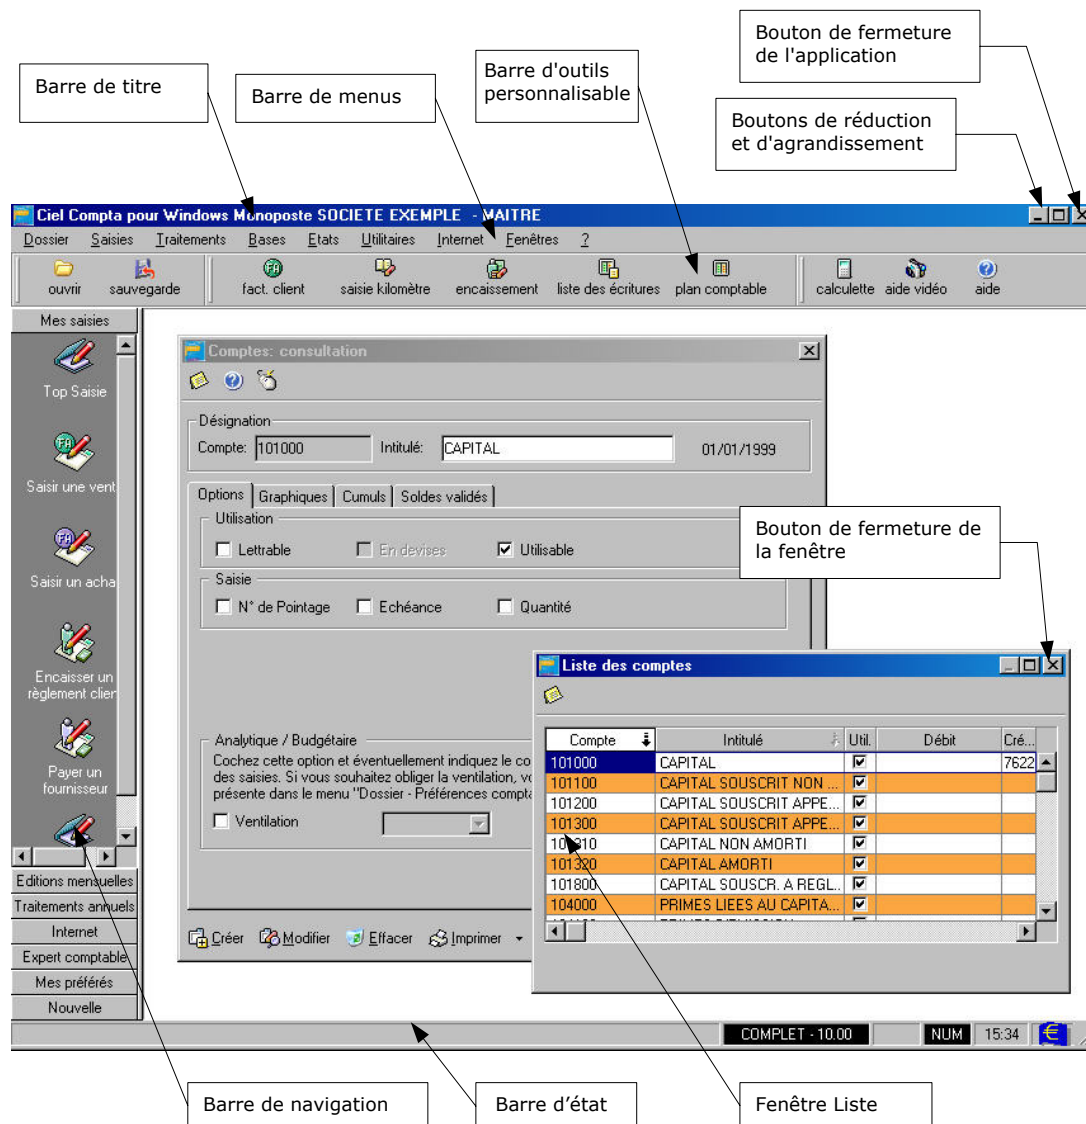 Bouton de fermeture
de l'application
Barre de titre
Barre de menus
Barre d'outils
personnalisable
Boutons de réduction
et d'agrandissement
Ciel Compta pour Windows Monoposte SOCIETE EXEMPLE - MAITRE
Dossier Saisies Traitements Bases Etats Utilitaires Internet Fenêtres ?
ouvrir sauvegarde fact. client saisie kilomètre encaissement liste des écritures plan comptable calculette aide vidéo aide
Mes saisies
Top Saisie
Saisir une vent
Saisir un acha
Encaisser un
règlement clier
Payer un
fournisseur
Editions mensuelles
Traitements annuels
Internet
Expert comptable
Mes préférés
Nouvelle
Comptes: consultation
Désignation
Compte: 101000 Intitulé: CAPITAL 01/01/1999
Options Graphiques Cumuls Soldes validés
Utilisation
Lettrable En devises Utilisable
Saisie
N° de Pointage Echéance Quantité
Analytique / Budgétaire
Cochez cette option et éventuellement indiquez le co
des saisies. Si vous souhaitez obliger la ventilation, vo
présente dans le menu "Dossier - Préférences compta
Ventilation
Créer Modifier Effacer Imprimer
Bouton de fermeture de
la fenêtre
Liste des comptes
Compte Intitulé Util. Débit Cré...
101000 CAPITAL 7622
101100 CAPITAL SOUSCRIT NON ...
101200 CAPITAL SOUSCRIT APPE...
101300 CAPITAL SOUSCRIT APPE...
101310 CAPITAL NON AMORTI
101320 CAPITAL AMORTI
101800 CAPITAL SOUSCR. A REGL...
104000 PRIMES LIEES AU CAPITA...
COMPLET - 10.00 NUM 15:34 €
Barre de navigation
Barre d’état
Fenêtre Liste